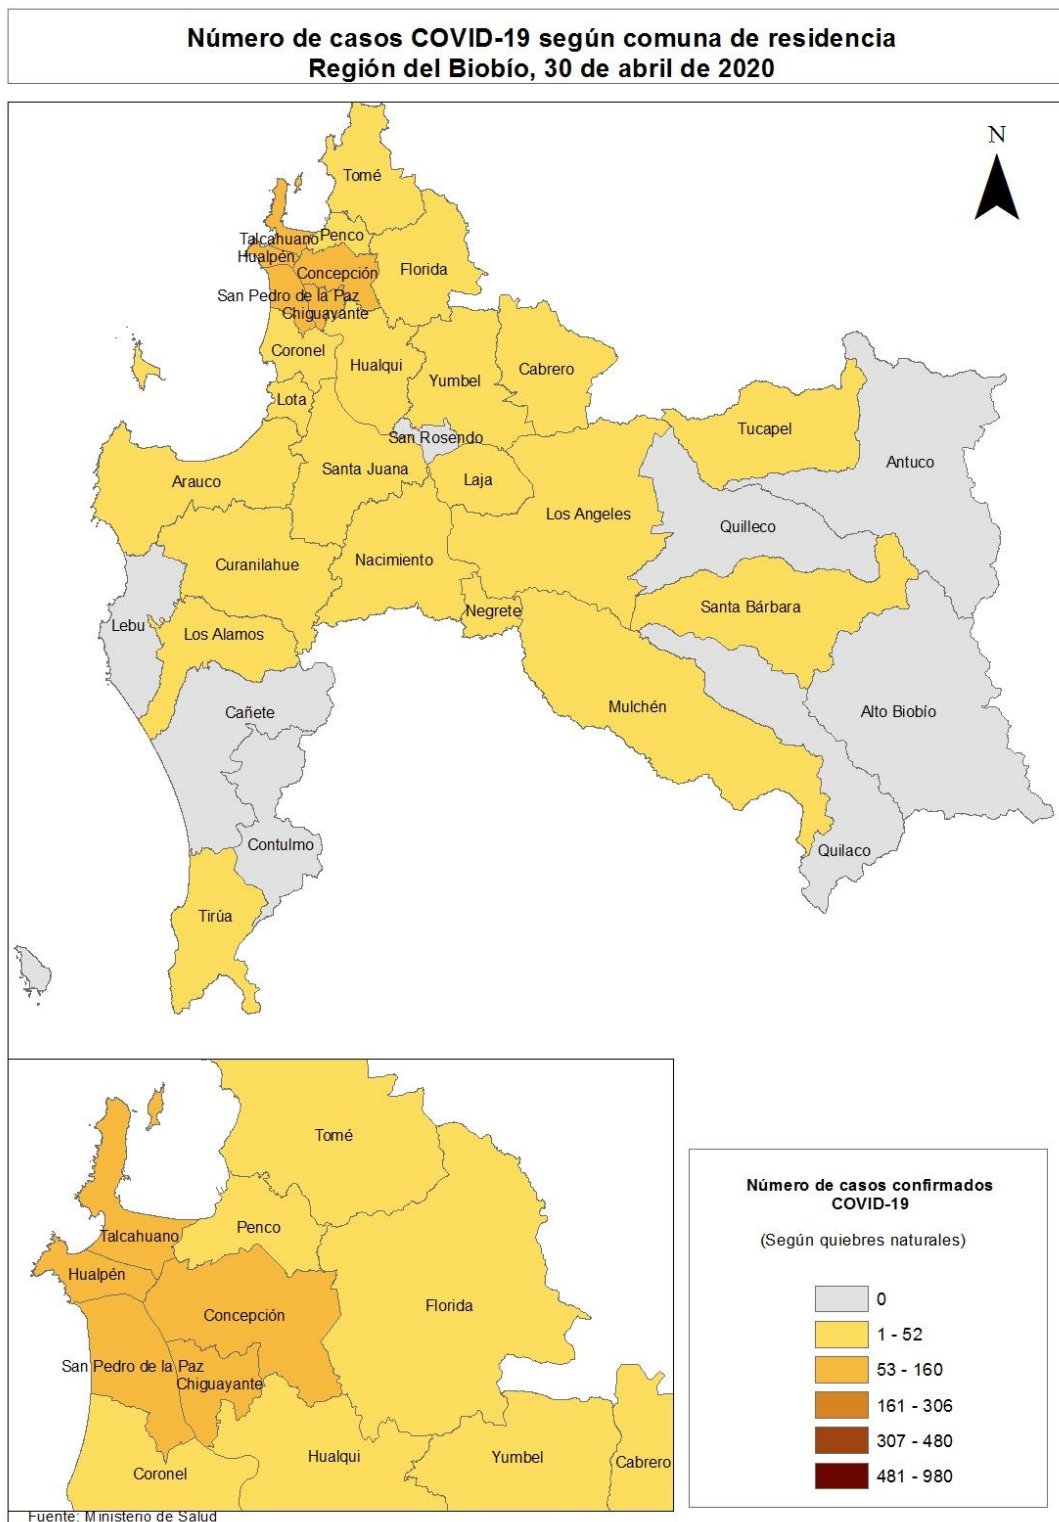 Número de casos COVID-19 según comuna de residencia
Región del Biobío, 30 de abril de 2020
N
Tomé
Talcahuano
Penco
Hualpén
Concepción
Florida
San Pedro de la Paz
Chiguayante
Coronel
Hualqui
Yumbel
Cabrero
Lota
Tucapel
San Rosendo
Antuco
Arauco
Santa Juana
Laja
Los Angeles
Quilleco
Curanilahue
Nacimiento
Negrete
Santa Bárbara
Lebu
Los Alamos
Cañete
Mulchén
Alto Biobío
Contulmo
Quilaco
Tirúa
Tomé
Penco
Talcahuano
Hualpén
Florida
Concepción
San Pedro de la Paz
Chiguayante
Hualqui
Yumbel
Cabrero
Coronel
Número de casos confirmados
COVID-19
(Según quiebres naturales)
0
1 - 52
53 - 160
161 - 306
307 - 480
481 - 980
Fuente: Ministerio de Salud